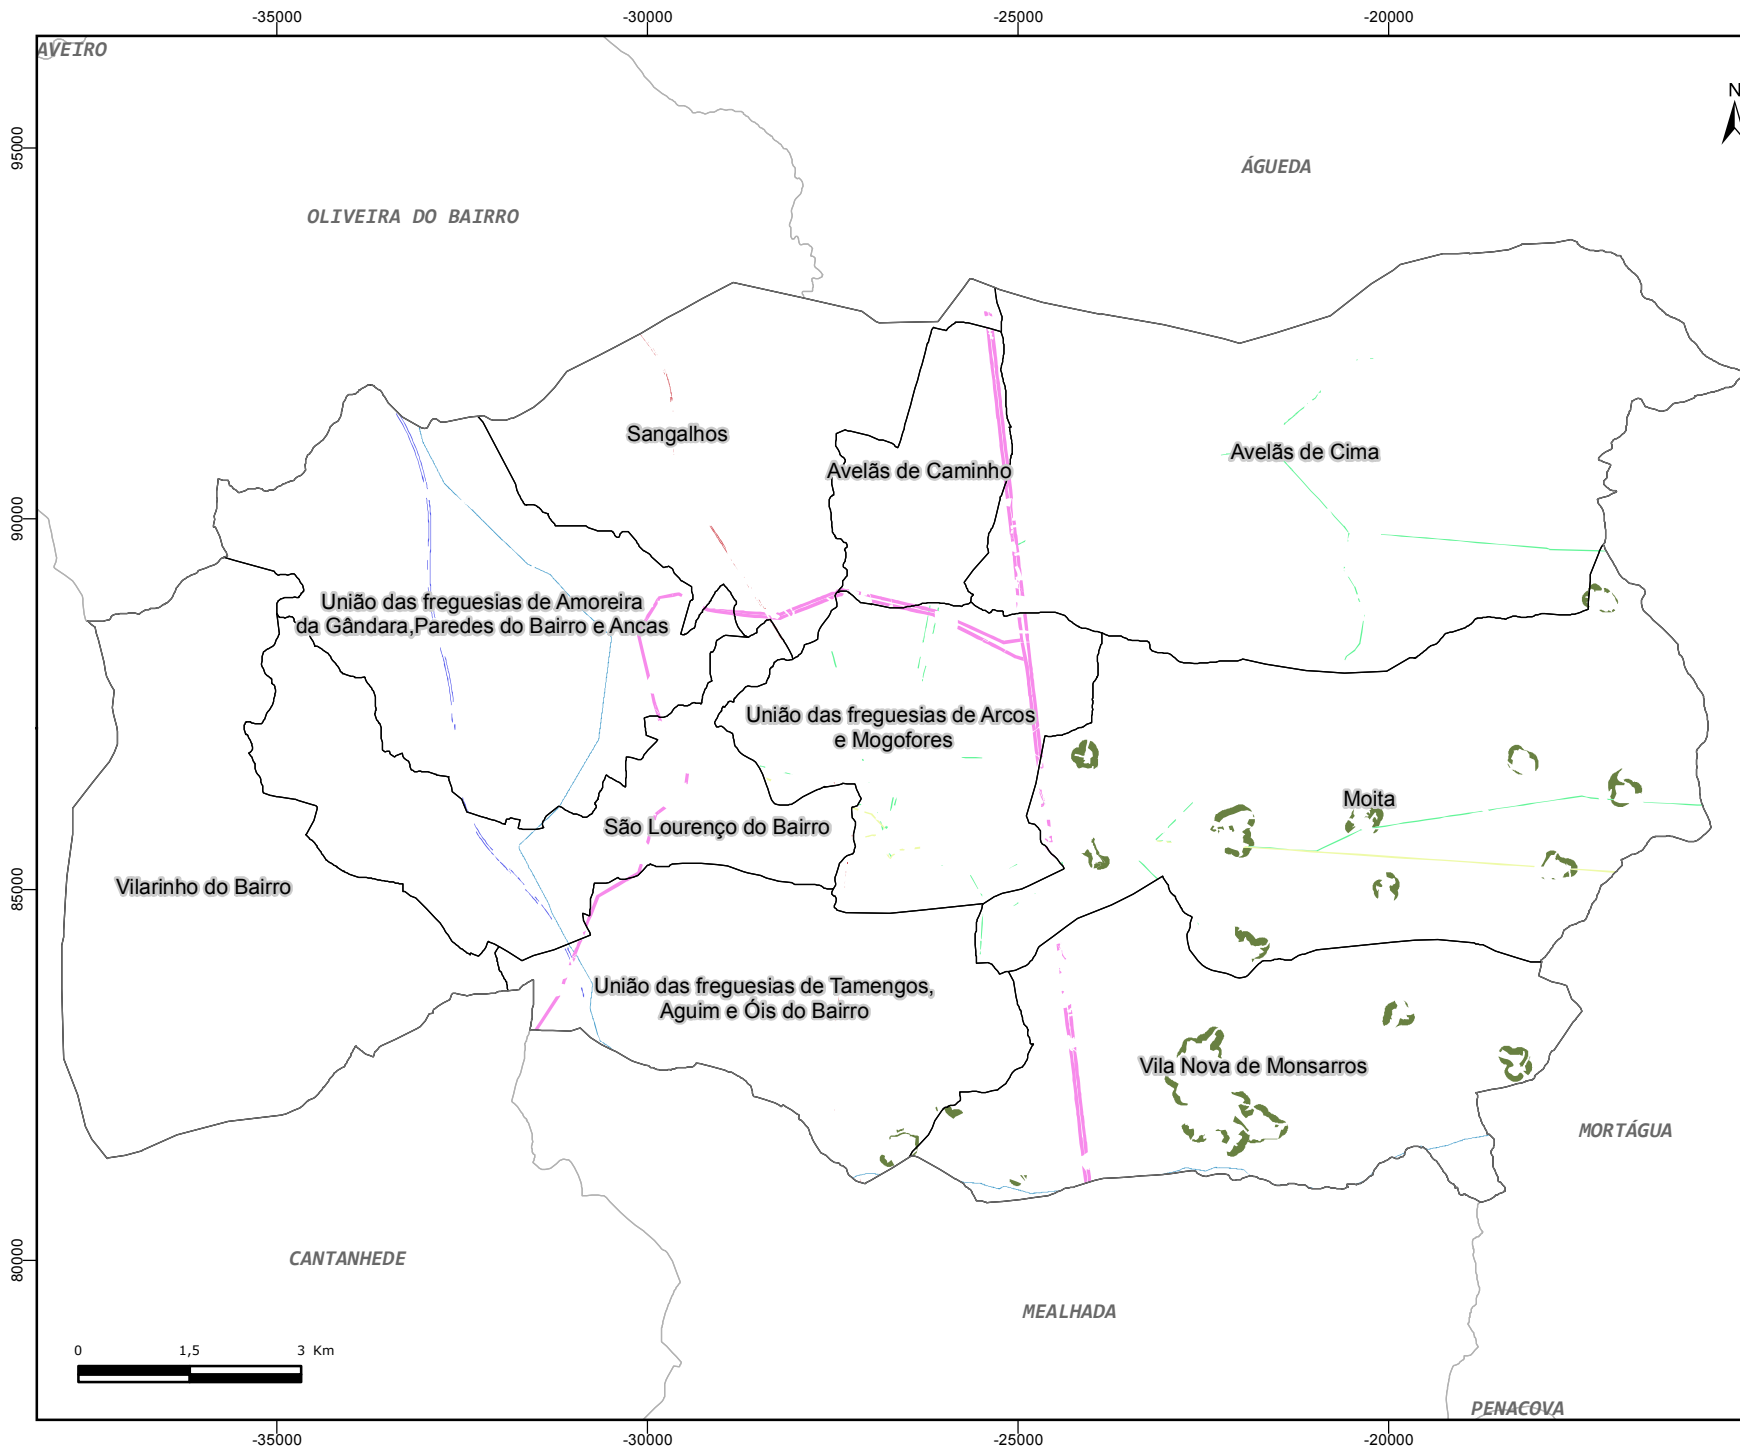 -35000
-30000
-25000
-20000
AVEIRO
N
95000
ÁGUEDA
OLIVEIRA DO BAIRRO
Sangalhos
Avelãs de Cima
Avelãs de Caminho
90000
União das freguesias de Amoreira
da Gândara,Paredes do Bairro e Ancas
União das freguesias de Arcos
e Mogofores
Moita
São Lourenço do Bairro
Vilarinho do Bairro
85000
União das freguesias de Tamengos,
Aguim e Óis do Bairro
Vila Nova de Monsarros
MORTÁGUA
80000
CANTANHEDE
MEALHADA
0 1,5 3 Km
PENACOVA
-35000
-30000
-25000
-20000